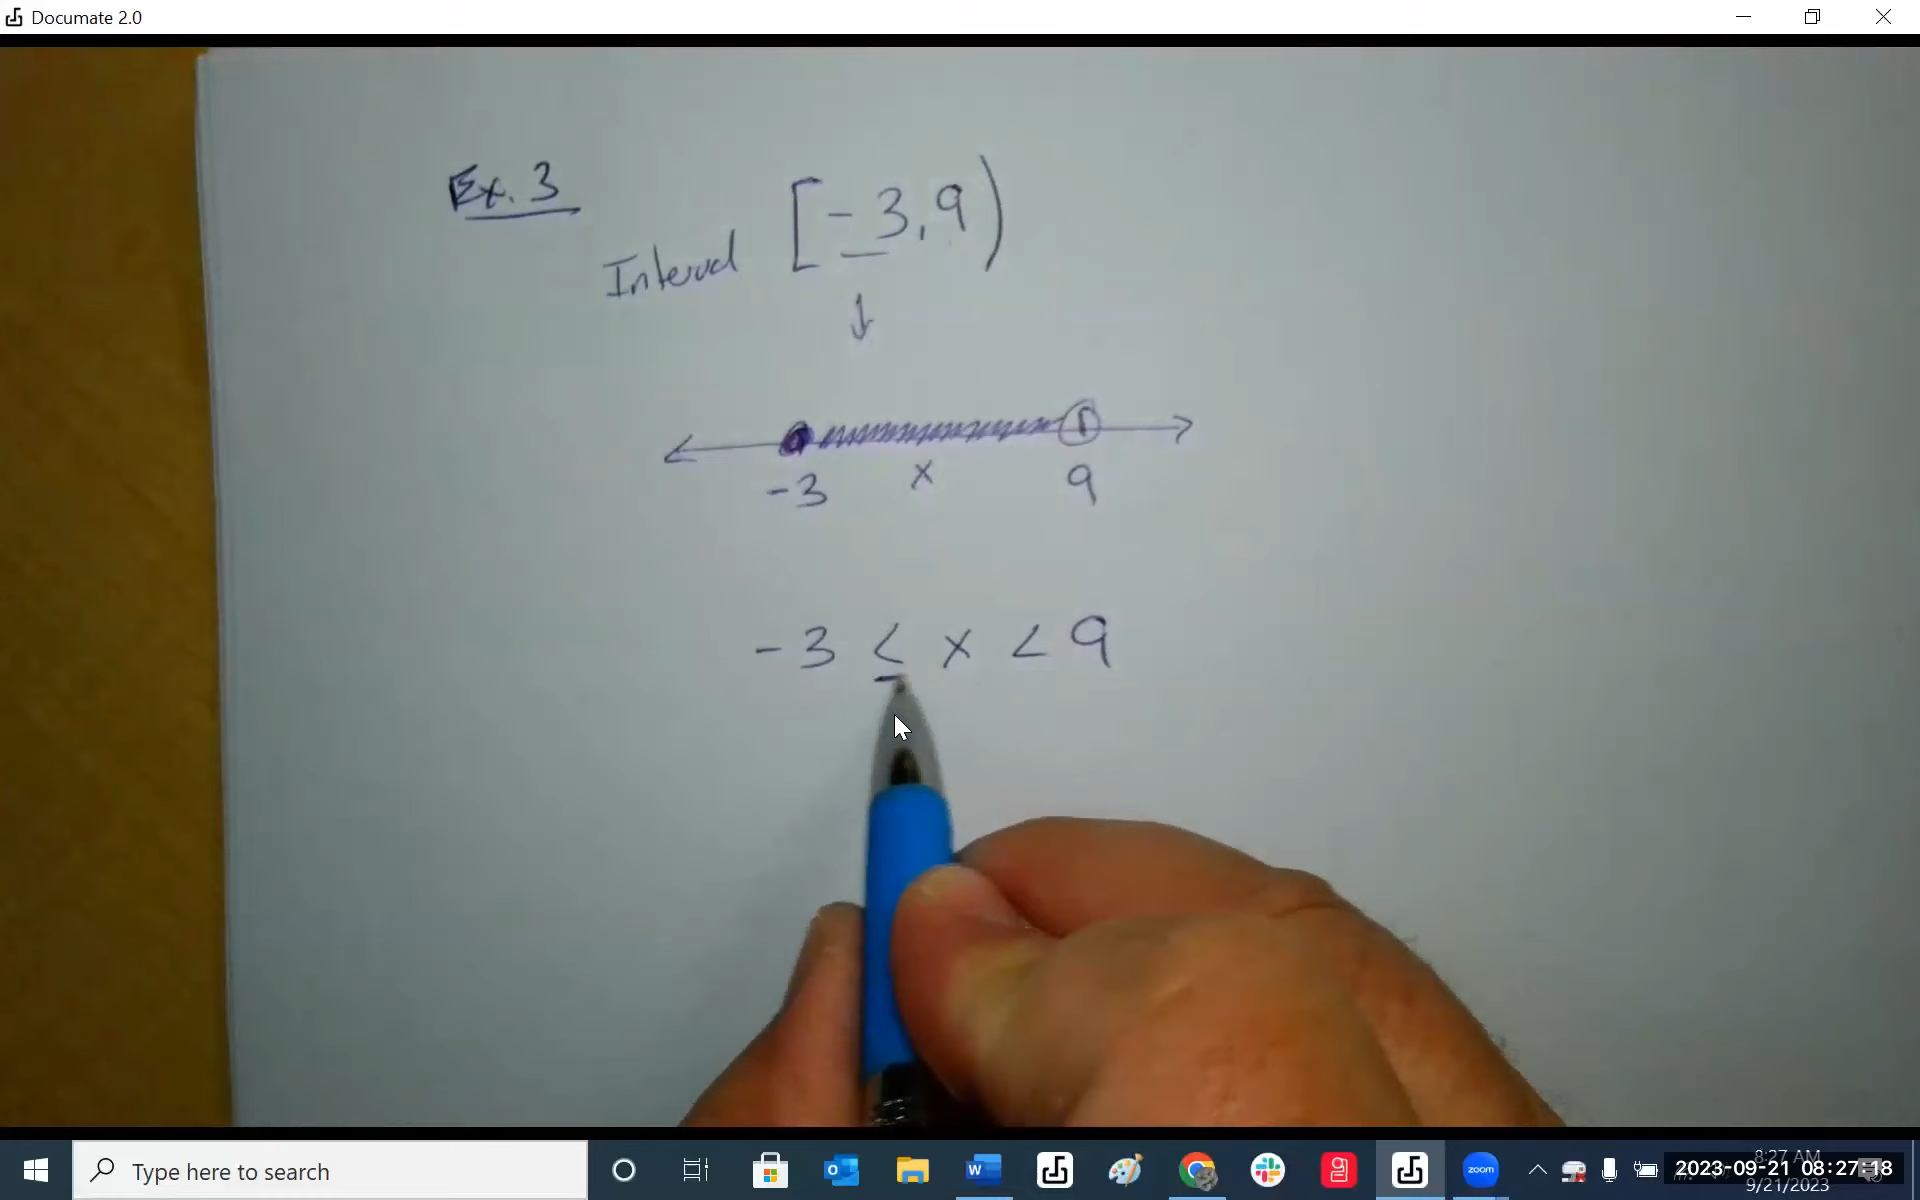 Documate 2.0
Ex. 3
Interval [-3,9)
↓
-3 x 9
-3 ≤ x < 9
Type here to search
zoom
8:27 AM
2023-09-21 08:27:18
9/21/2023